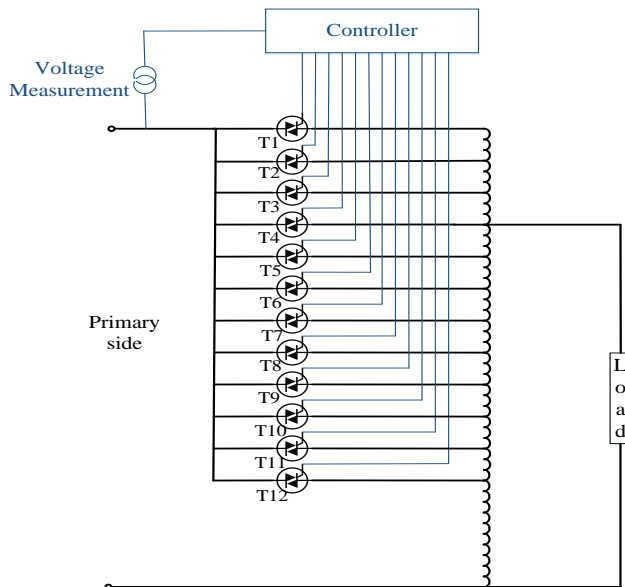 Controller
Voltage
Measurement
T1
T2
T3
T4
T5
T6
T7
T8
T9
T10
T11
T12
Primary
side
L
o
a
d